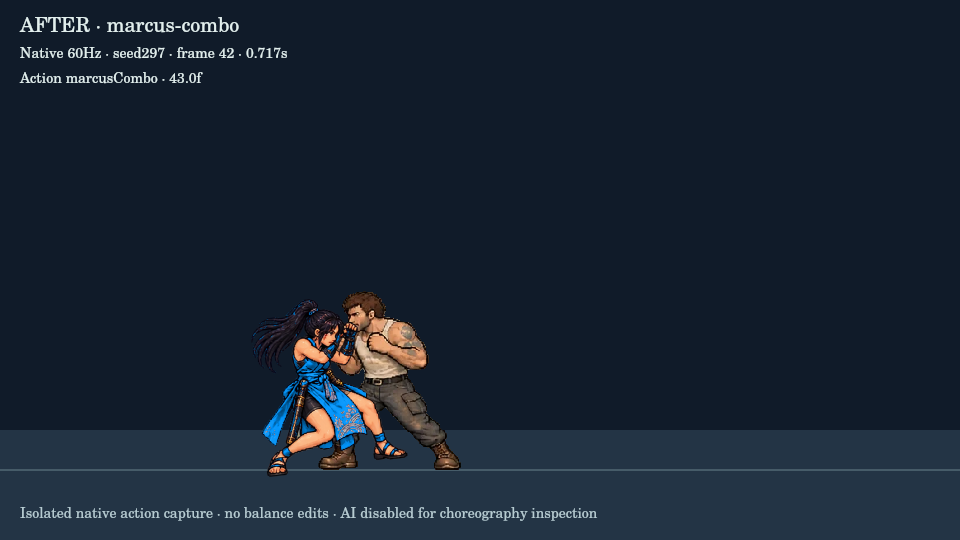 AFTER · marcus-combo
Native 60Hz · seed297 · frame 42 · 0.717s
Action marcusCombo · 43.0f
Isolated native action capture · no balance edits · AI disabled for choreography inspection